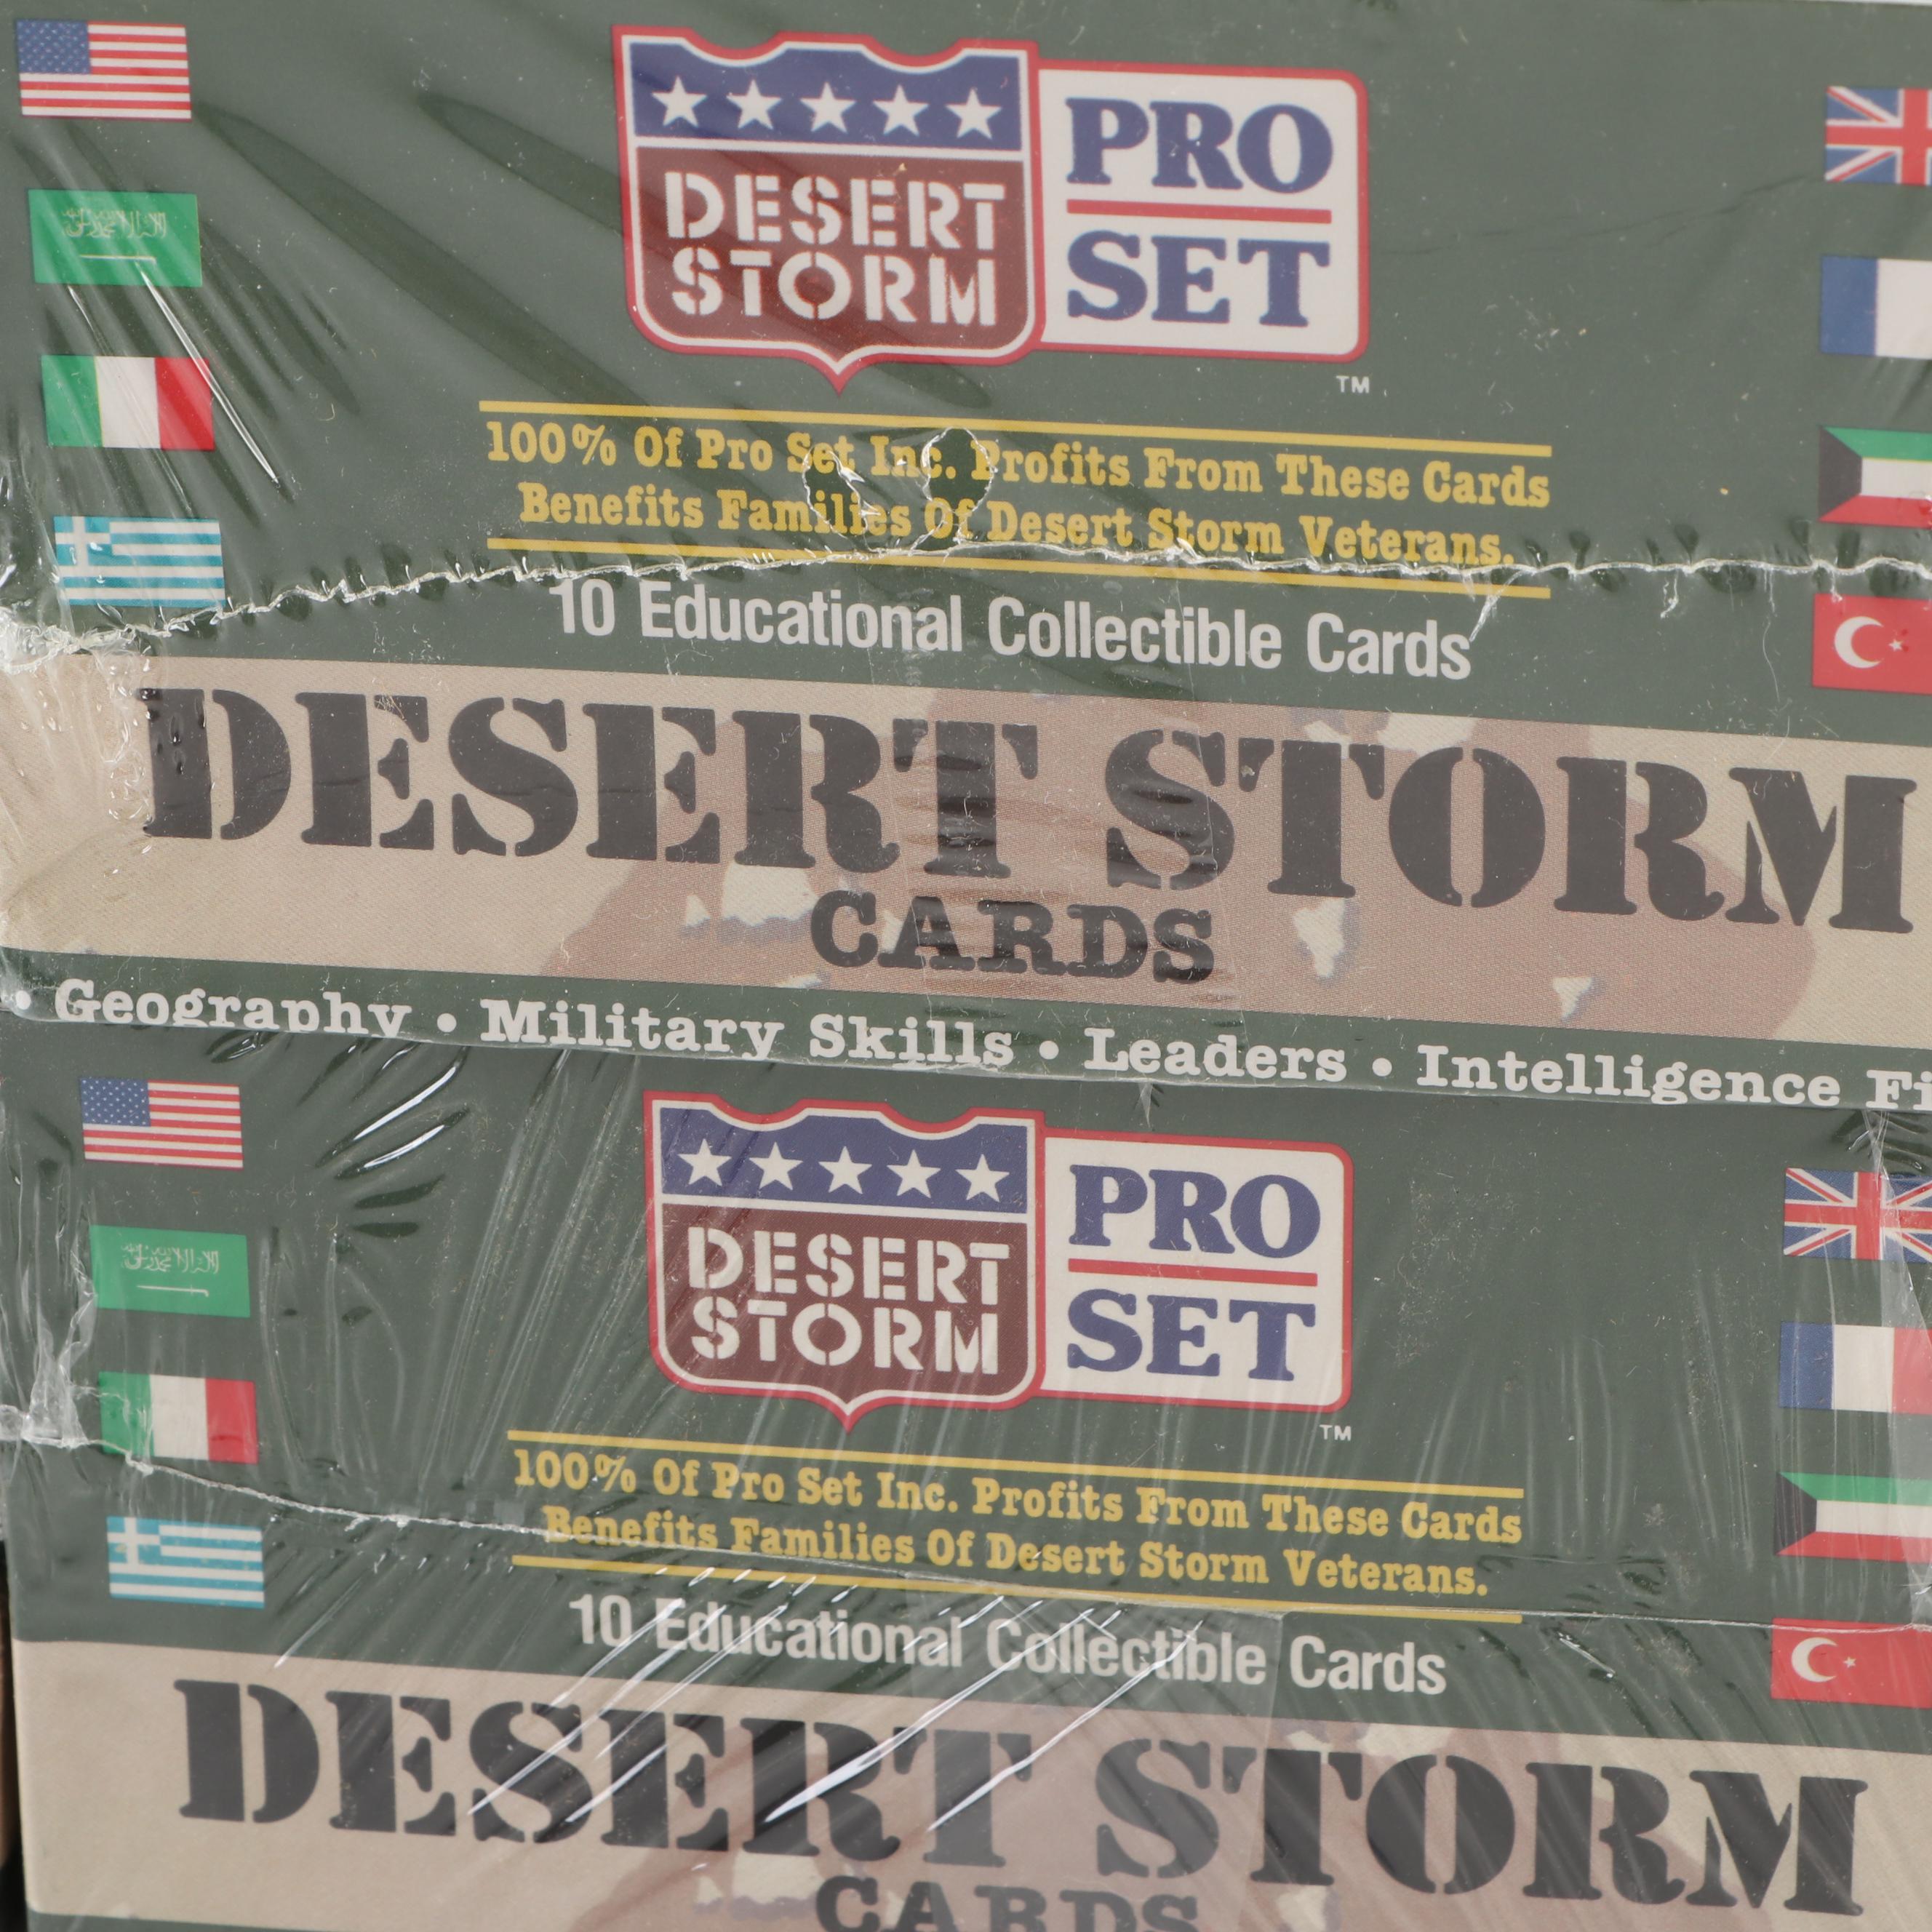 DESERT
STORM
PRO
SET
TM
100% Of Pro Set Inc. Profits From These Cards
Benefits Families Of Desert Storm Veterans.
10 Educational Collectible Cards
DESERT STORM
CARDS
• Geography • Military Skills • Leaders • Intelligence Fi
DESERT
STORM
PRO
SET
TM
100% Of Pro Set Inc. Profits From These Cards
Benefits Families Of Desert Storm Veterans.
10 Educational Collectible Cards
DESERT STORM
CARDS